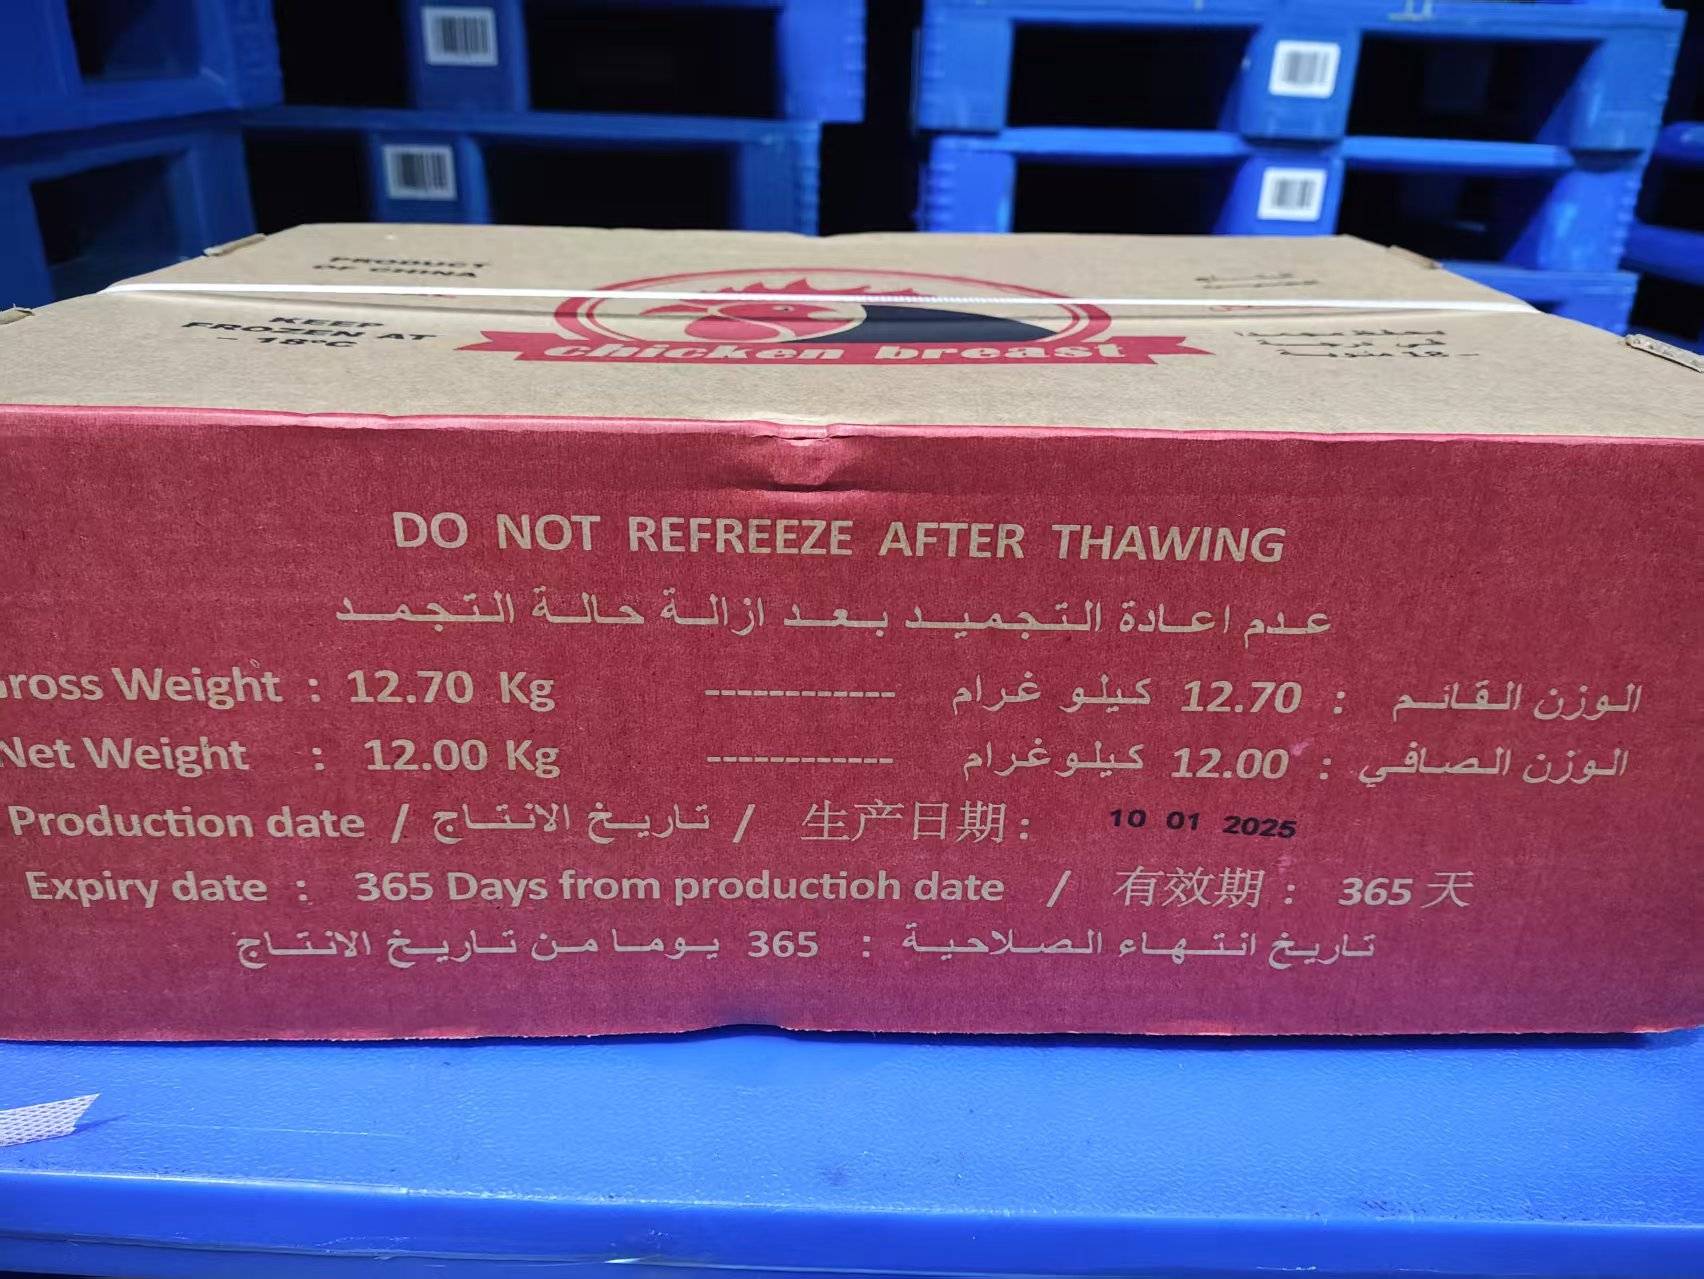 PRODUCT
OF CHINA
KEEP
FROZEN AT
- 18°C
chicken breast
DO NOT REFREEZE AFTER THAWING
عدم اعادة التجميد بعد ازالة حالة التجمد
ross Weight : 12.70 Kg ------------ الوزن القائم : 12.70 كيلو غرام
Net Weight : 12.00 Kg ------------ الوزن الصافي : 12.00 كيلوغرام
Production date / تاريخ الانتاج / 生产日期: 10 01 2025
Expiry date : 365 Days from productioh date / 有效期: 365 天
تاريخ انتهاء الصلاحية : 365 يوما من تاريخ الانتاج